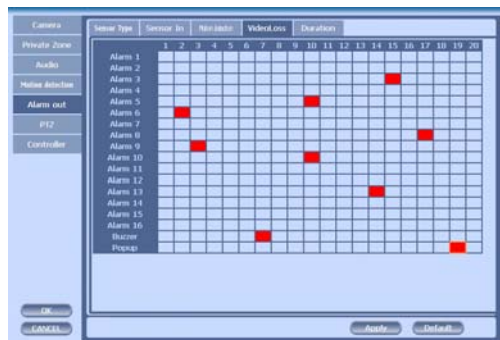 Camera
Private Zone
Audio
Motion detection
Alarm out
PTZ
Controller
OK
CANCEL
Sensor Type Sensor In VideoLoss Duration
1 2 3 4 5 6 7 8 9 10 11 12 13 14 15 16 17 18 19 20
Alarm 1
Alarm 2
Alarm 3
Alarm 4
Alarm 5
Alarm 6
Alarm 7
Alarm 8
Alarm 9
Alarm 10
Alarm 11
Alarm 12
Alarm 13
Alarm 14
Alarm 15
Alarm 16
Buzzer
Popup
Apply Default